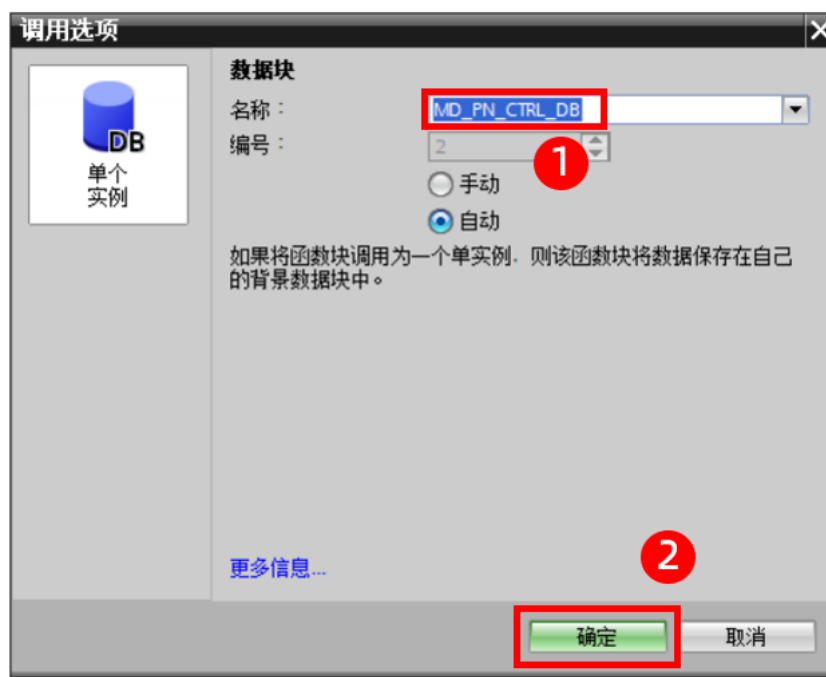 调用选项
数据块
名称：
MD_PN_CTRL_DB
编号：
2
1
手动
自动
DB
单个
实例
如果将函数块调用为一个单实例，则该函数块将数据保存在自己
的背景数据块中。
更多信息...
2
确定
取消